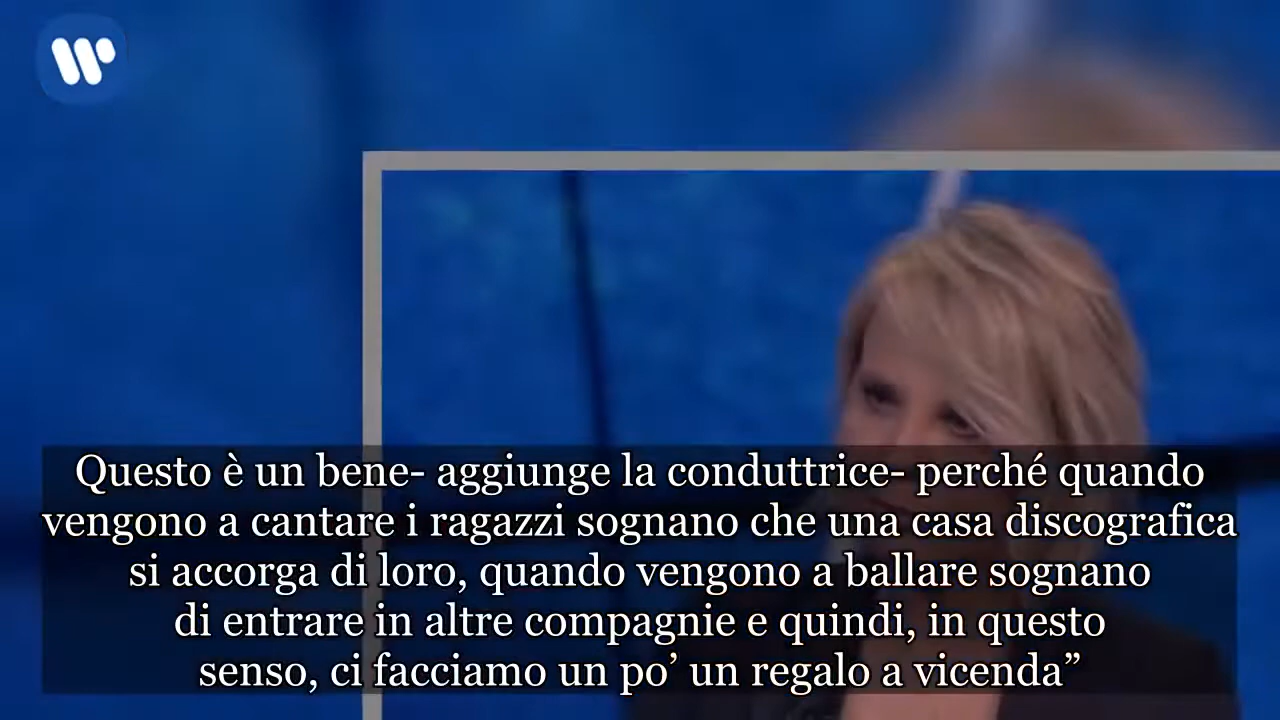 Questo è un bene- aggiunge la conduttrice- perché quando
vengono a cantare i ragazzi sognano che una casa discografica
si accorga di loro, quando vengono a ballare sognano
di entrare in altre compagnie e quindi, in questo
senso, ci facciamo un po’ un regalo a vicenda”